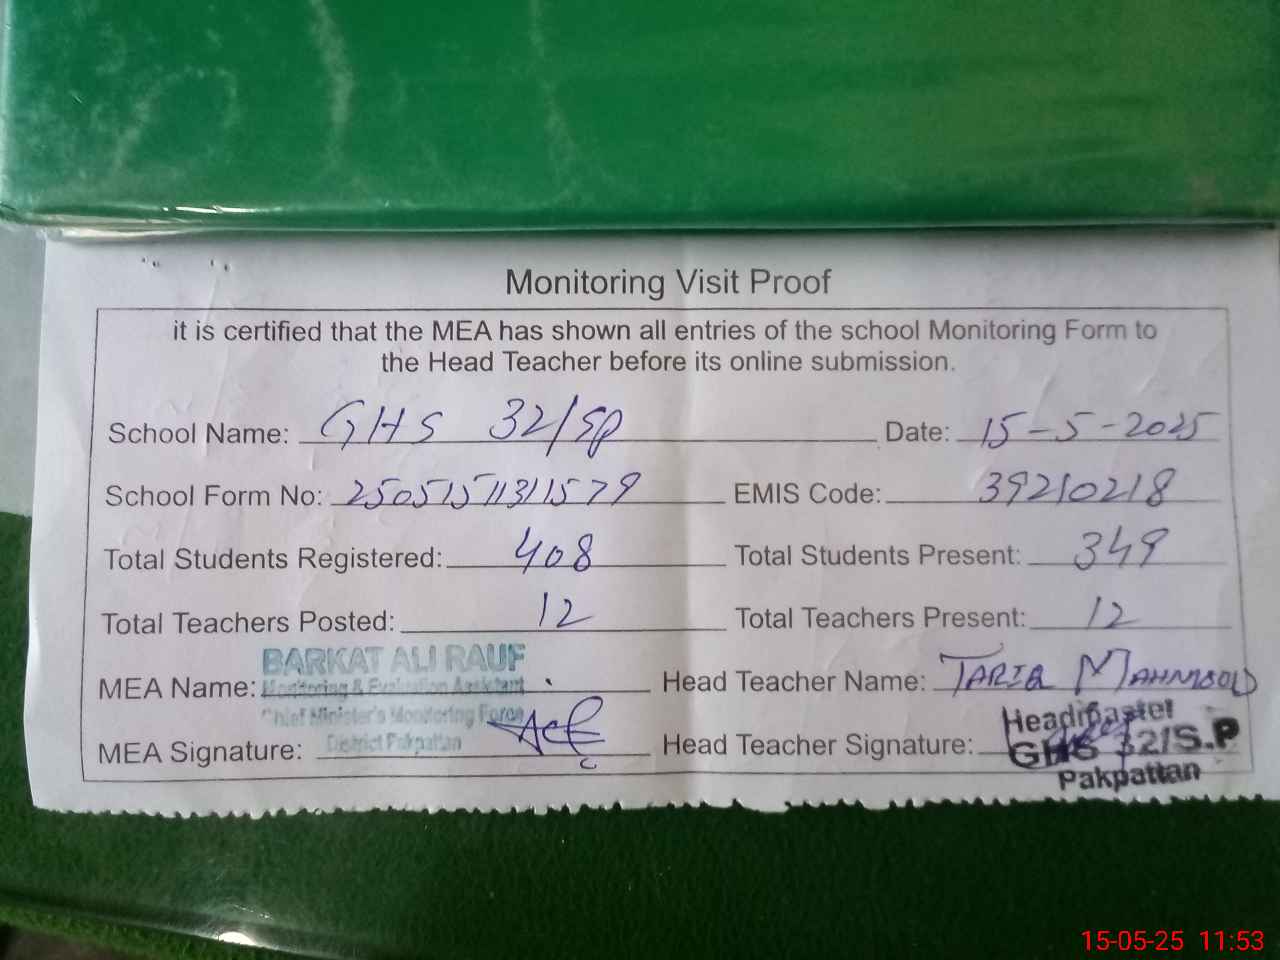 Monitoring Visit Proof
it is certified that the MEA has shown all entries of the school Monitoring Form to
the Head Teacher before its online submission.
School Name: GHS 32/SP Date: 15-5-2025
School Form No: 25051511311579 EMIS Code: 39210218
Total Students Registered: 408 Total Students Present: 349
Total Teachers Posted: 12 Total Teachers Present: 12
BARKAT ALI RAUF
MEA Name: Monitoring & Evaluation Assistant Head Teacher Name: TARIQ MAHMOOD
Chief Minister's Monitoring Force
District Pakpattan
MEA Signature: Head Teacher Signature:
Headmaster
GHS 32/S.P
Pakpattan
15-05-25 11:53